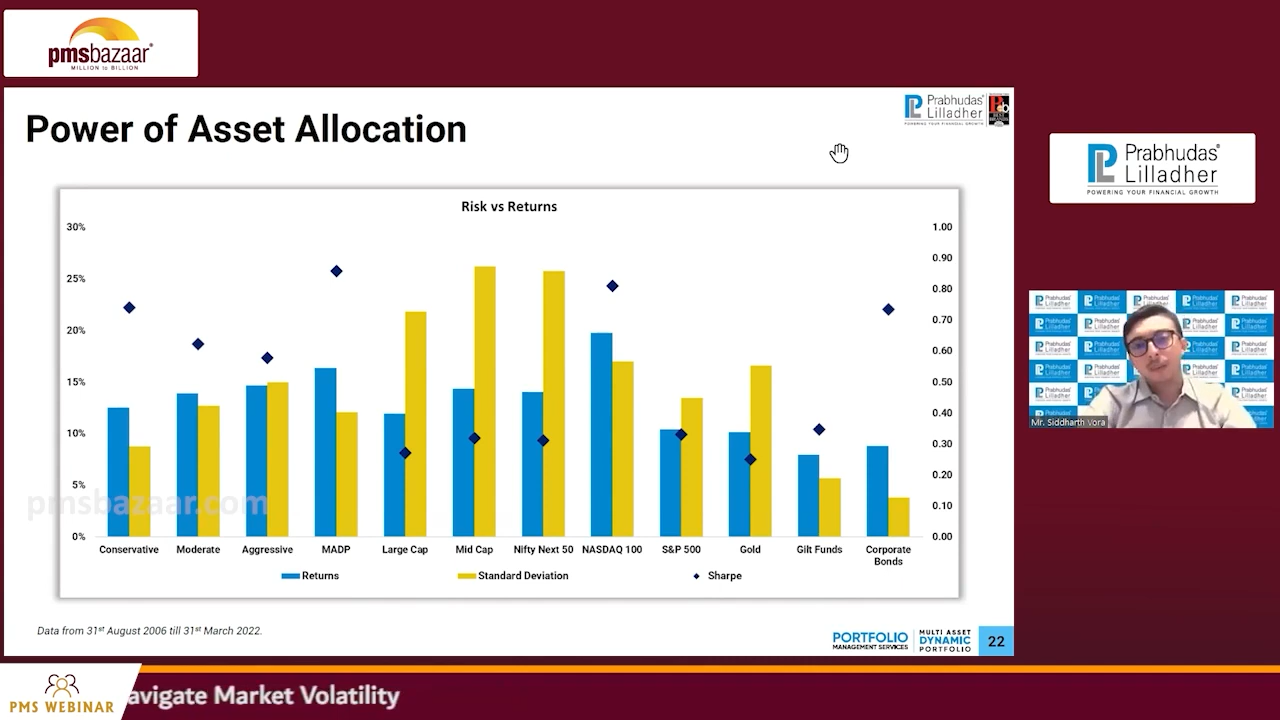 pmsbazaar
MILLION to BILLION
Power of Asset Allocation
Prabhudas
Lilladher
POWERING YOUR FINANCIAL GROWTH
Prabhudas
Lilladher
POWERING YOUR FINANCIAL GROWTH
Risk vs Returns
30%
25%
20%
15%
10%
5%
0%
1.00
0.90
0.80
0.70
0.60
0.50
0.40
0.30
0.20
0.10
0.00
pmsbazaar.com
Conservative Moderate Aggressive MADP Large Cap Mid Cap Nifty Next 50 NASDAQ 100 S&P 500 Gold Gilt Funds Corporate
Bonds
Returns Standard Deviation Sharpe
Mr. Siddharth Vora
Data from 31st August 2006 till 31st March 2022.
PORTFOLIO
MANAGEMENT SERVICES
MULTI ASSET
DYNAMIC
PORTFOLIO
22
PMS WEBINAR
avigate Market Volatility